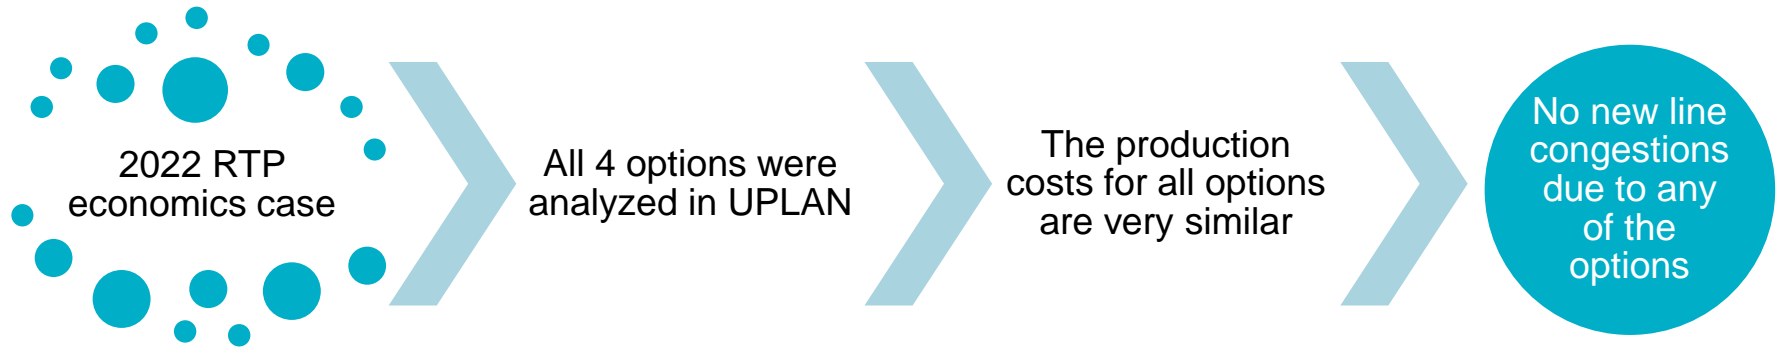 2022 RTP
economics case
All 4 options were
analyzed in UPLAN
The production
costs for all options
are very similar
No new line
congestions
due to any
of the
options